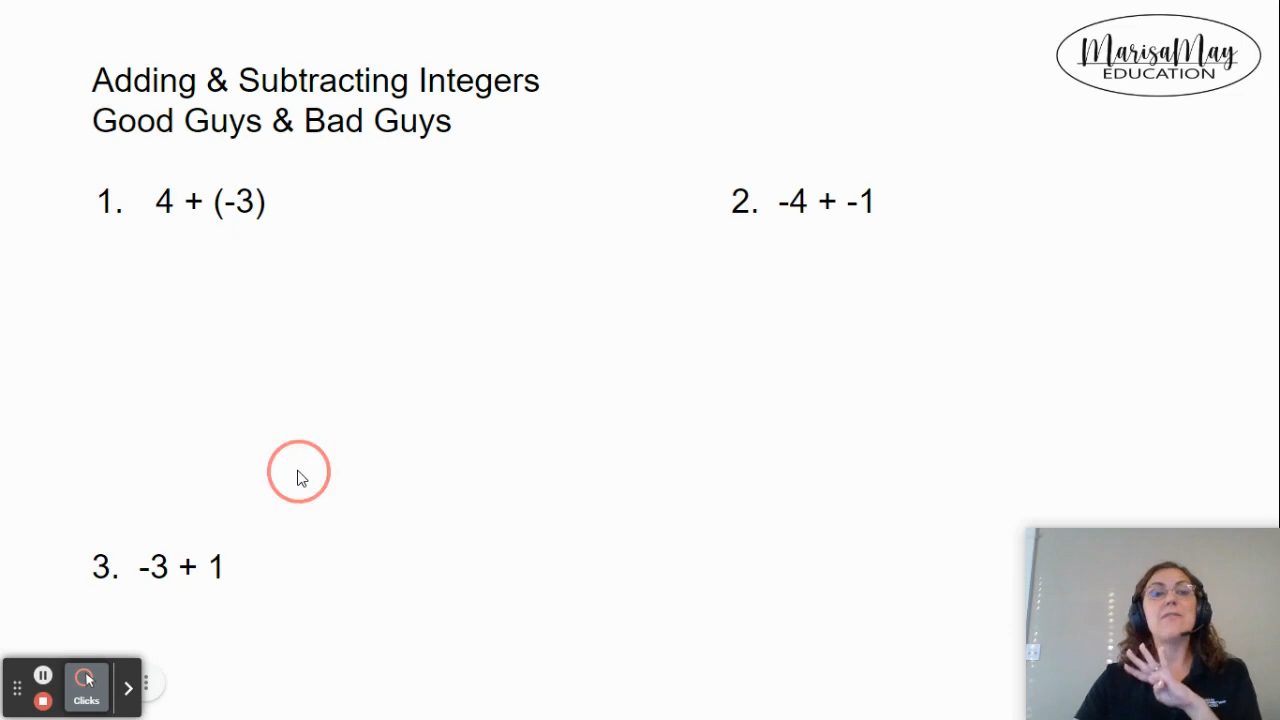 MarisaMay
EDUCATION
Adding & Subtracting Integers
Good Guys & Bad Guys
1. 4 + (-3)
2. -4 + -1
3. -3 + 1
Clicks